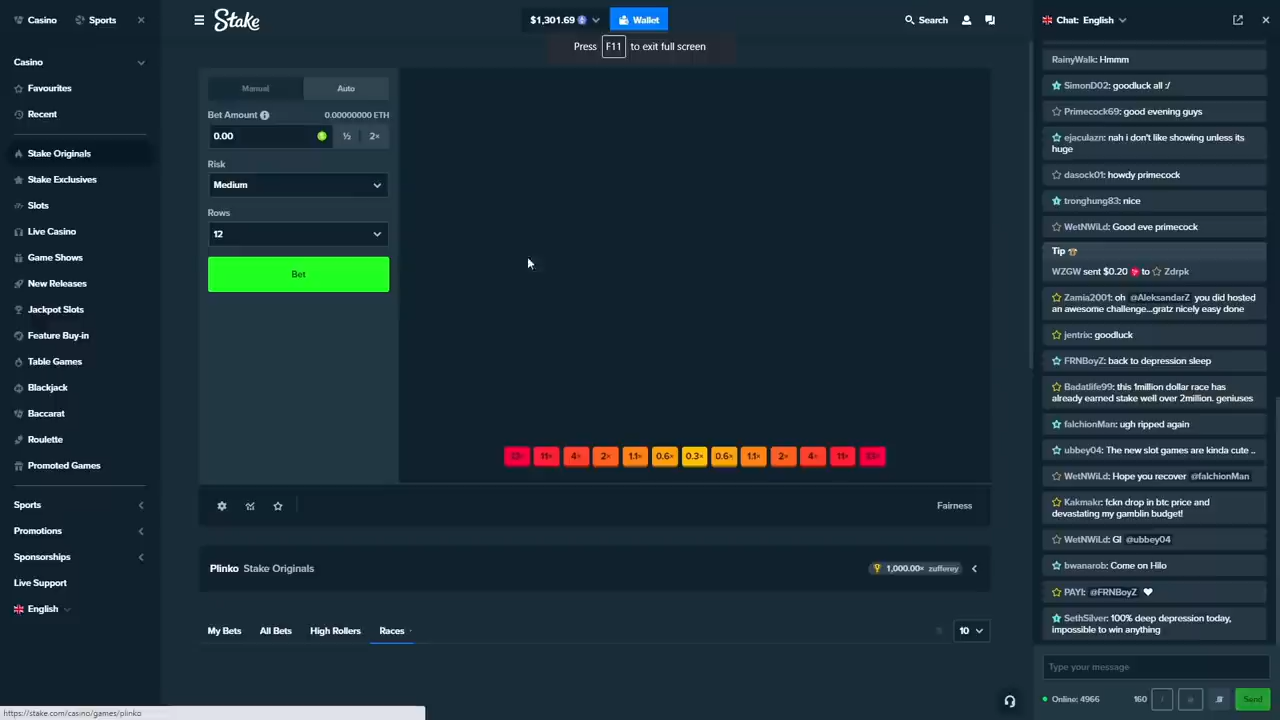 Casino
Sports
Stake
$1,301.69
Wallet
Search
Chat: English
Press F11 to exit full screen
Casino
Favourites
Recent
Stake Originals
Stake Exclusives
Slots
Live Casino
Game Shows
New Releases
Jackpot Slots
Feature Buy-in
Table Games
Blackjack
Baccarat
Roulette
Promoted Games
Sports
Promotions
Sponsorships
Live Support
English
https://stake.com/casino/games/plinko
Manual
Auto
Bet Amount
0.00000000 ETH
0.00
½
2×
Risk
Medium
Rows
12
Bet
11×
4×
2×
1.1×
0.6×
0.3×
0.6×
1.1×
2×
4×
11×
Fairness
Plinko Stake Originals
1,000.00× zufferey
My Bets
All Bets
High Rollers
Races
10
RainyWalk: Hmmm
SimonD02: goodluck all :/
Primecock69: good evening guys
ejaculazn: nah i don't like showing unless its
huge
dasock01: howdy primecock
tronghung83: nice
WetNWiLd: Good eve primecock
Tip
WZGW sent $0.20 to Zdrpk
Zamia2001: oh @AleksandarZ you did hosted
an awesome challenge...gratz nicely easy done
jentrix: goodluck
FRNBoyZ: back to depression sleep
Badatlife99: this 1million dollar race has
already earned stake well over 2million. geniuses
falchionMan: ugh ripped again
ubbey04: The new slot games are kinda cute ..
WetNWiLd: Hope you recover @falchionMan
Kakmakr: fckn drop in btc price and
devastating my gamblin budget!
WetNWiLd: Gl @ubbey04
bwanarob: Come on Hilo
PAYI: @FRNBoyZ
SethSilver: 100% deep depression today,
impossible to win anything
Type your message
Online: 4966
160
Send